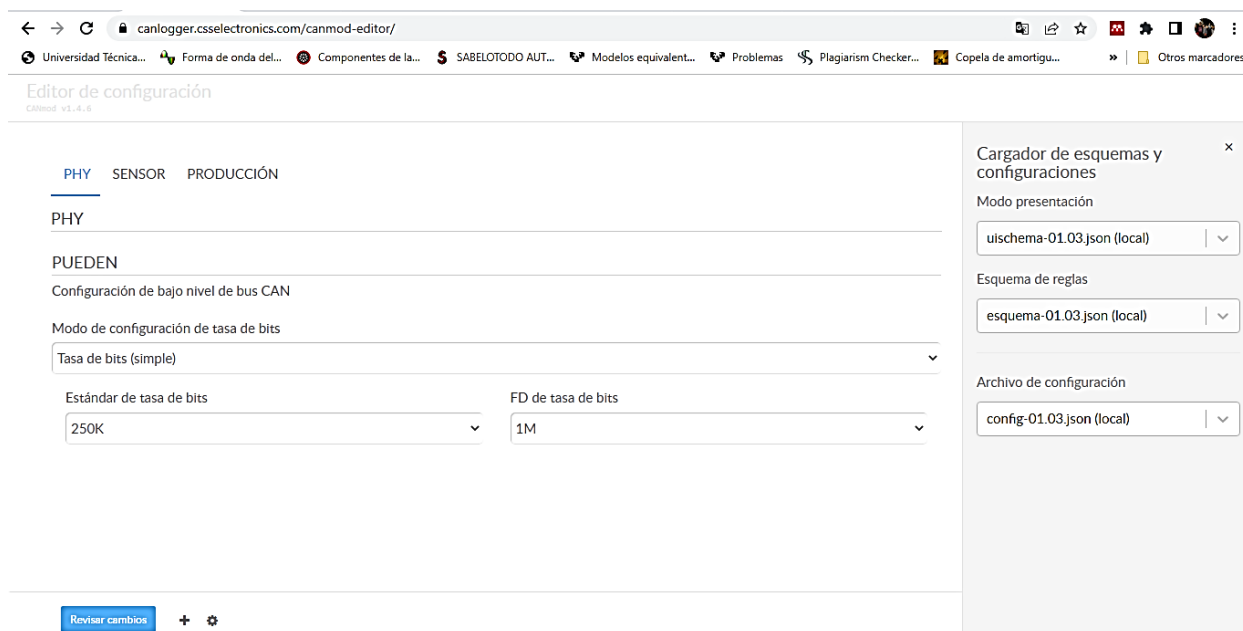 canlogger.csselectronics.com/canmod-editor/
Universidad Técnica... Forma de onda del... Componentes de la... SABELOTODO AUT... Modelos equivalent... Problemas Plagiarism Checker... Copela de amortigu... » Otros marcadores
Editor de configuración
CANmod v1.4.6
PHY SENSOR PRODUCCIÓN
PHY
PUEDEN
Configuración de bajo nivel de bus CAN
Modo de configuración de tasa de bits
Tasa de bits (simple)
Estándar de tasa de bits FD de tasa de bits
250K 1M
Revisar cambios
Cargador de esquemas y
configuraciones
Modo presentación
uischema-01.03.json (local)
Esquema de reglas
esquema-01.03.json (local)
Archivo de configuración
config-01.03.json (local)